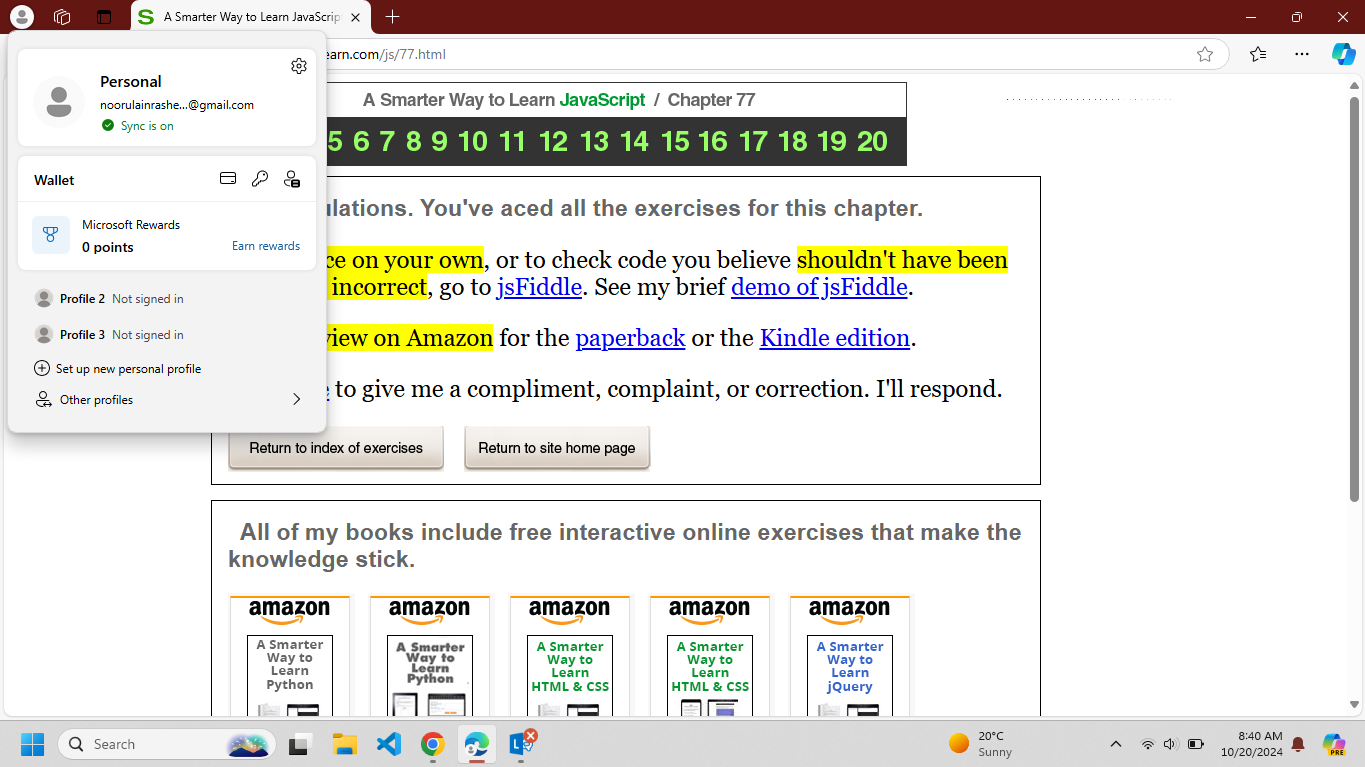 A Smarter Way to Learn JavaScript
earn.com/js/77.html
Personal
noorulainrashe...@gmail.com
Sync is on
Wallet
Microsoft Rewards
0 points
Earn rewards
Profile 2 Not signed in
Profile 3 Not signed in
Set up new personal profile
Other profiles
A Smarter Way to Learn JavaScript / Chapter 77
5 6 7 8 9 10 11 12 13 14 15 16 17 18 19 20
ulations. You've aced all the exercises for this chapter.
ce on your own, or to check code you believe shouldn't have been
incorrect, go to jsFiddle. See my brief demo of jsFiddle.
view on Amazon for the paperback or the Kindle edition.
to give me a compliment, complaint, or correction. I'll respond.
Return to index of exercises
Return to site home page
All of my books include free interactive online exercises that make the
knowledge stick.
amazon
A Smarter
Way to
Learn
Python
amazon
A Smarter
Way to
Learn
Python
amazon
A Smarter
Way to
Learn
HTML & CSS
amazon
A Smarter
Way to
Learn
HTML & CSS
amazon
A Smarter
Way to
Learn
jQuery
Search
20°C
Sunny
8:40 AM
10/20/2024
PRE